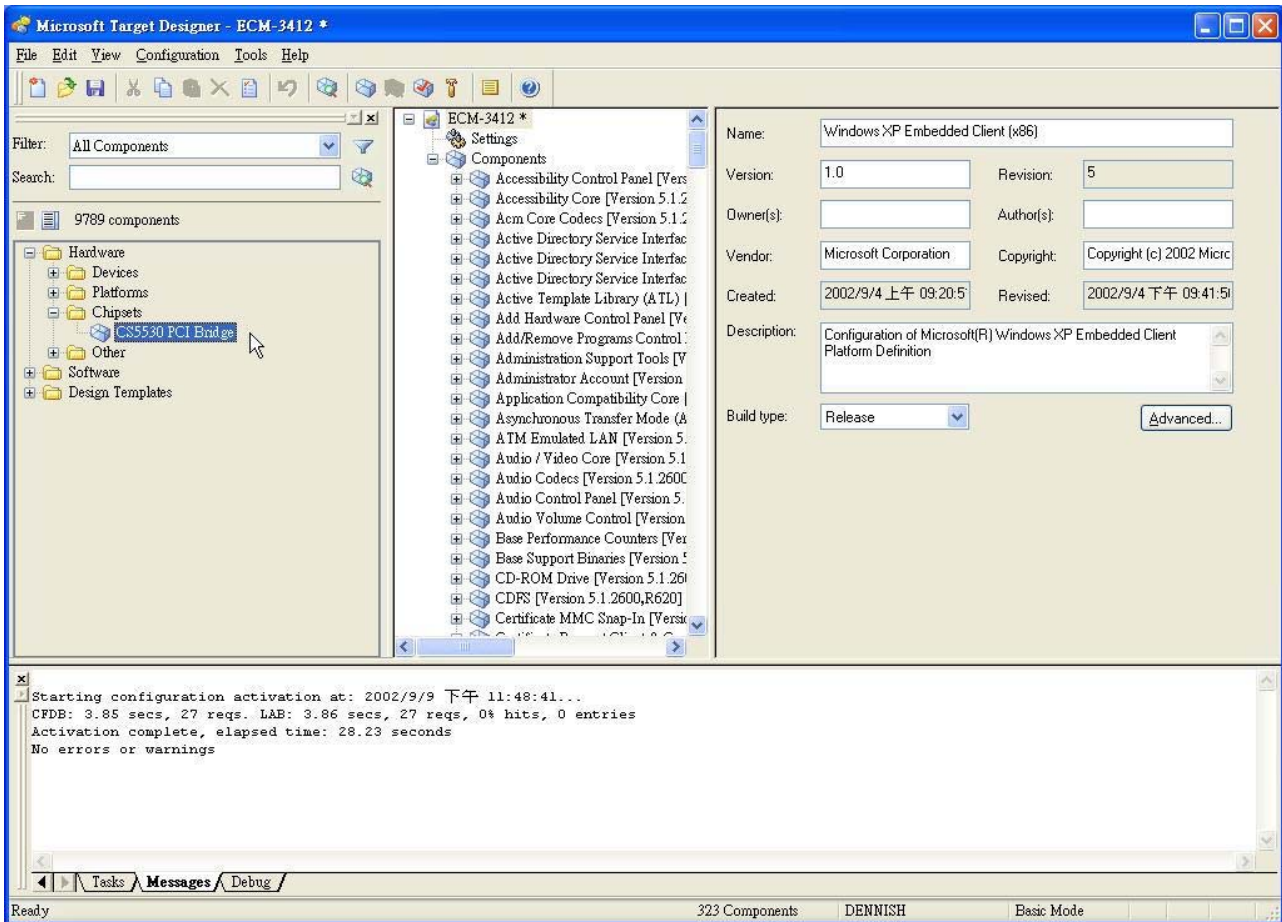 Microsoft Target Designer - ECM-3412 *
File Edit View Configuration Tools Help
Filter: All Components
Search:
9789 components
Hardware
Devices
Platforms
Chipsets
CS5530 PCI Bridge
Other
Software
Design Templates
ECM-3412 *
Settings
Components
Accessibility Control Panel [Vers
Accessibility Core [Version 5.1.2
Acm Core Codecs [Version 5.1.2
Active Directory Service Interfac
Active Directory Service Interfac
Active Directory Service Interfac
Active Template Library (ATL) [
Add Hardware Control Panel [Ve
Add/Remove Programs Control
Administration Support Tools [V
Administrator Account [Version
Application Compatibility Core [
Asynchronous Transfer Mode (A
ATM Emulated LAN [Version 5.
Audio / Video Core [Version 5.1
Audio Codecs [Version 5.1.2600
Audio Control Panel [Version 5.
Audio Volume Control [Version
Base Performance Counters [Ver
Base Support Binaries [Version 5
CD-ROM Drive [Version 5.1.260
CDFS [Version 5.1.2600,R620]
Certificate MMC Snap-In [Versio
Name: Windows XP Embedded Client (x86)
Version: 1.0 Revision: 5
Owner(s): Author(s):
Vendor: Microsoft Corporation Copyright: Copyright (c) 2002 Micrc
Created: 2002/9/4 上午 09:20:5 Revised: 2002/9/4 下午 09:41:5
Description: Configuration of Microsoft(R) Windows XP Embedded Client
Platform Definition
Build type: Release Advanced...
Starting configuration activation at: 2002/9/9 下午 11:48:41...
CFDB: 3.85 secs, 27 reqs. LAB: 3.86 secs, 27 reqs, 0% hits, 0 entries
Activation complete, elapsed time: 28.23 seconds
No errors or warnings
Tasks Messages Debug
Ready 323 Components DENNISH Basic Mode